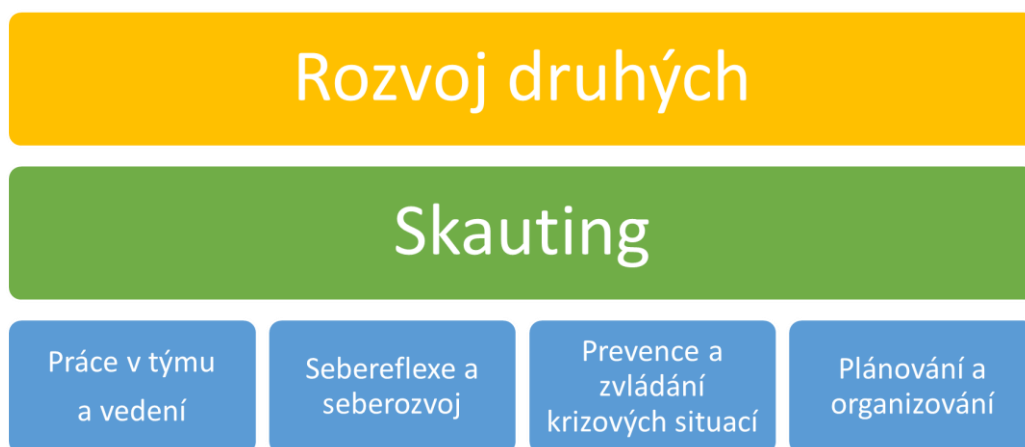 Rozvoj druhých
Skauting
Práce v týmu
a vedení
Sebereflexe a
seberozvoj
Prevence a
zvládání
krizových situací
Plánování a
organizování